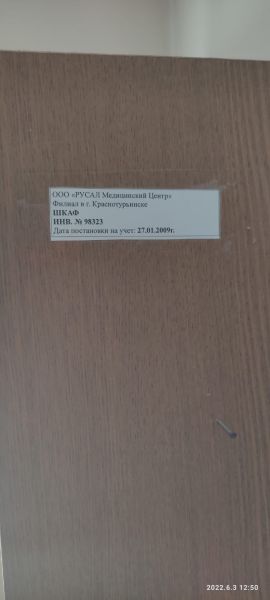 ООО «РУСАЛ Медицинский Центр»
Филиал в г. Краснотурьинске
ШКАФ
ИНВ. № 98323
Дата постановки на учет: 27.01.2009г.
2022.6.3 12:50